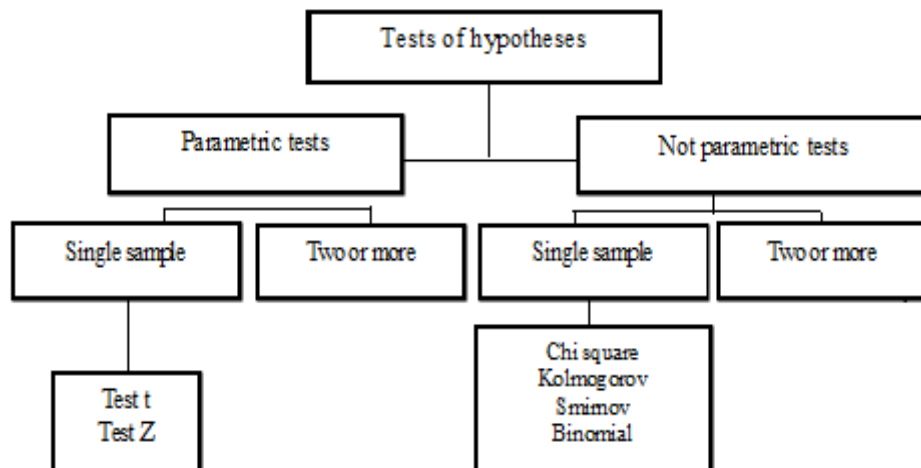 Tests of hypotheses
Parametric tests
Not parametric tests
Single sample
Two or more
Single sample
Two or more
Test t
Test Z
Chi square
Kolmogorov
Smirnov
Binomial